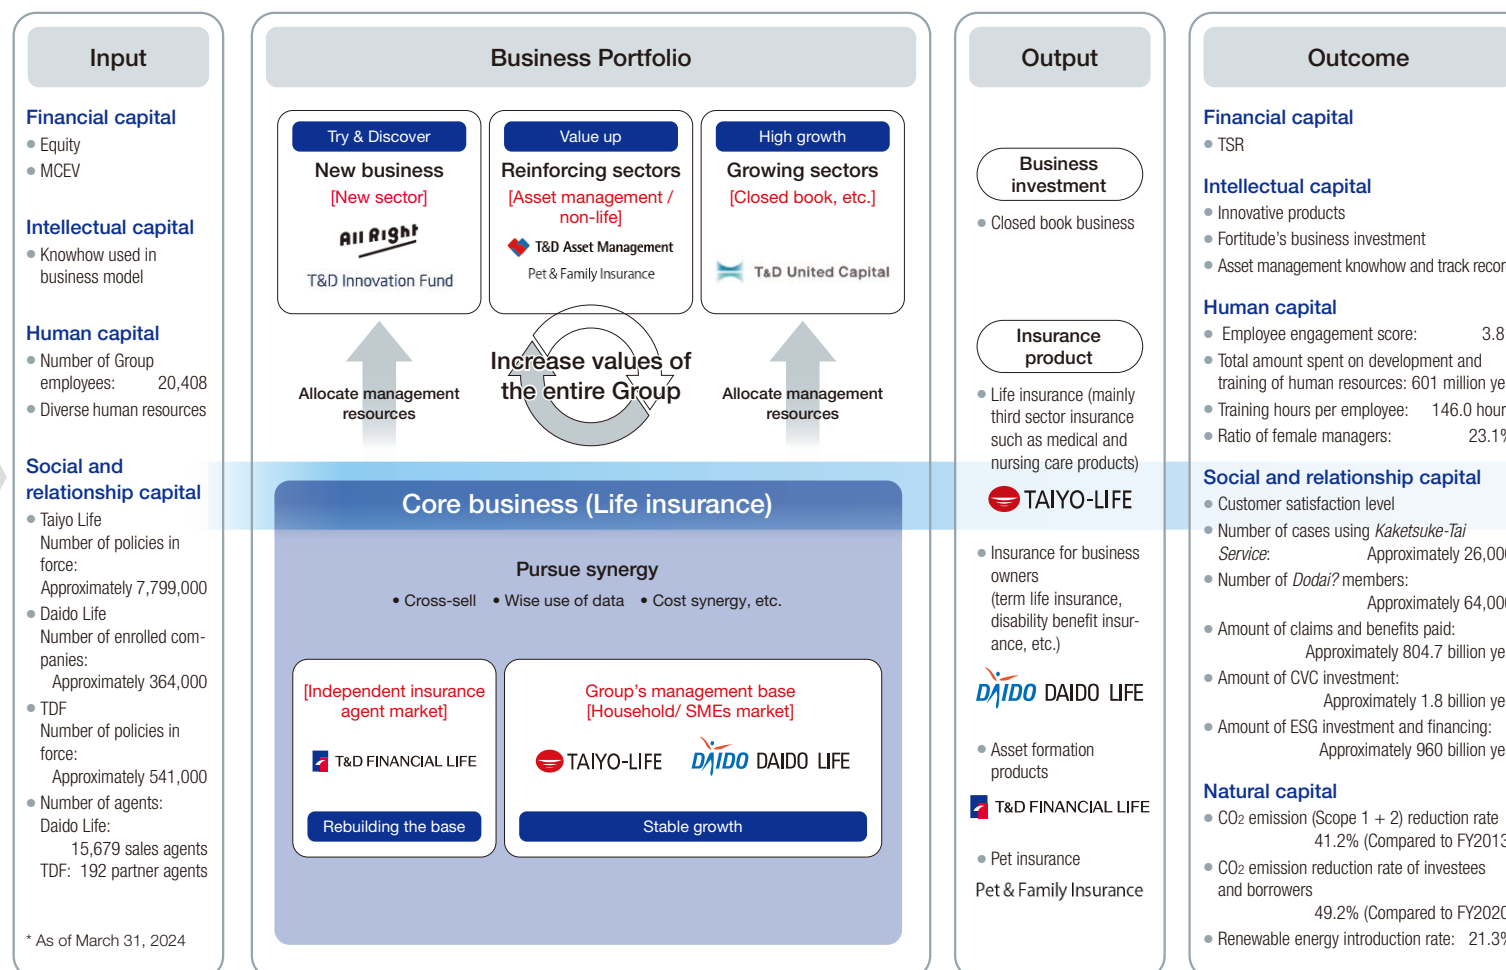 Input
Financial capital
• Equity
• MCEV
Intellectual capital
• Knowhow used in
business model
Human capital
• Number of Group
employees: 20,408
• Diverse human resources
Social and
relationship capital
• Taiyo Life
Number of policies in
force:
Approximately 7,799,000
• Daido Life
Number of enrolled com-
panies:
Approximately 364,000
• TDF
Number of policies in
force:
Approximately 541,000
• Number of agents:
Daido Life:
15,679 sales agents
TDF: 192 partner agents
* As of March 31, 2024
Business Portfolio
Try & Discover
New business
[New sector]
All Right
T&D Innovation Fund
Value up
Reinforcing sectors
[Asset management /
non-life]
T&D Asset Management
Pet & Family Insurance
High growth
Growing sectors
[Closed book, etc.]
T&D United Capital
Increase values of
the entire Group
Allocate management
resources
Allocate management
resources
Core business (Life insurance)
Pursue synergy
• Cross-sell • Wise use of data • Cost synergy, etc.
[Independent insurance
agent market]
T&D FINANCIAL LIFE
Rebuilding the base
Group's management base
[Household/ SMEs market]
TAIYO-LIFE DAIDO DAIDO LIFE
Stable growth
Output
Business
investment
• Closed book business
Insurance
product
• Life insurance (mainly
third sector insurance
such as medical and
nursing care products)
TAIYO-LIFE
• Insurance for business
owners
(term life insurance,
disability benefit insur-
ance, etc.)
DAIDO DAIDO LIFE
• Asset formation
products
T&D FINANCIAL LIFE
• Pet insurance
Pet & Family Insurance
Outcome
Financial capital
• TSR
Intellectual capital
• Innovative products
• Fortitude's business investment
• Asset management knowhow and track recor
Human capital
• Employee engagement score: 3.8
• Total amount spent on development and
training of human resources: 601 million ye
• Training hours per employee: 146.0 hour
• Ratio of female managers: 23.1%
Social and relationship capital
• Customer satisfaction level
• Number of cases using Kaketsuke-Tai
Service: Approximately 26,000
• Number of Dodai? members:
Approximately 64,000
• Amount of claims and benefits paid:
Approximately 804.7 billion ye
• Amount of CVC investment:
Approximately 1.8 billion ye
• Amount of ESG investment and financing:
Approximately 960 billion ye
Natural capital
• CO2 emission (Scope 1 + 2) reduction rate
41.2% (Compared to FY2013
• CO2 emission reduction rate of investees
and borrowers
49.2% (Compared to FY2020
• Renewable energy introduction rate: 21.3%